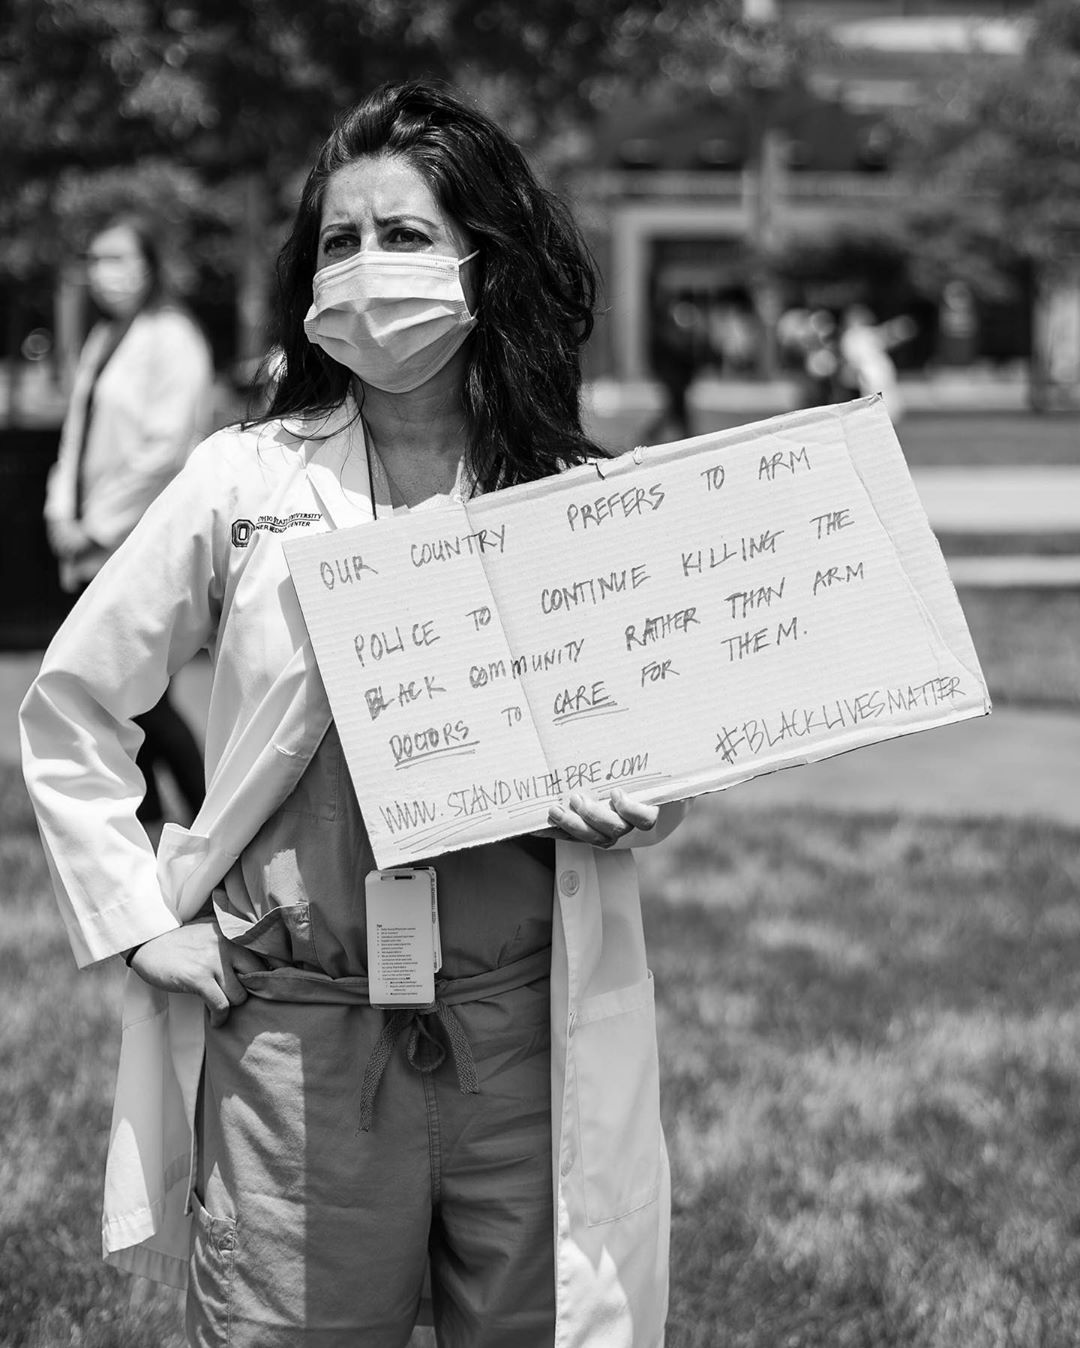 OHIO STATE UNIVERSITY
WEXNER MEDICAL CENTER
OUR COUNTRY PREFERS TO ARM
POLICE TO CONTINUE KILLING THE
BLACK COMMUNITY RATHER THAN ARM
DOCTORS TO CARE FOR THEM.
WWW.STANDWITHBRE.COM #BLACKLIVESMATTER